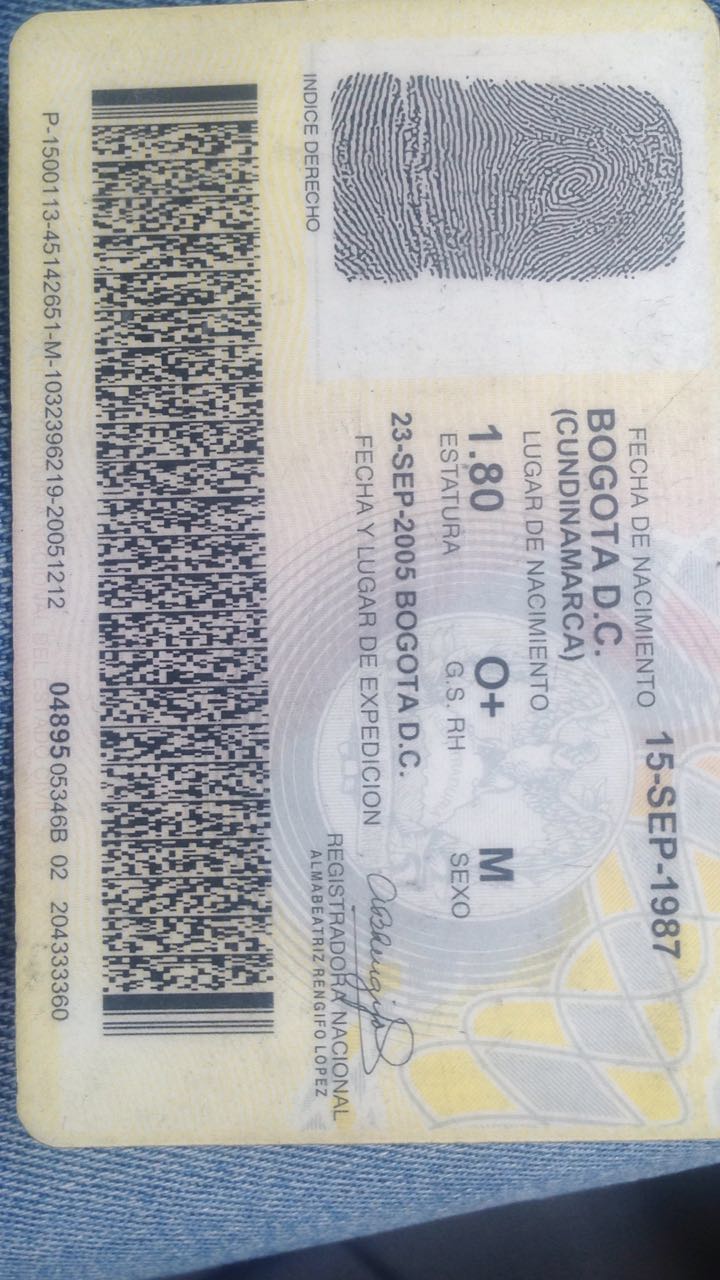 FECHA DE NACIMIENTO 15-SEP-1987
BOGOTA D.C.
(CUNDINAMARCA)
LUGAR DE NACIMIENTO
1.80 O+ M
ESTATURA G.S. RH SEXO
23-SEP-2005 BOGOTA D.C.
FECHA Y LUGAR DE EXPEDICION
INDICE DERECHO
REGISTRADORA NACIONAL
ALMABEATRIZ RENGIFO LOPEZ
P-1500113-45142651-M-1032396219-20051212 04895 05346B 02 204333360